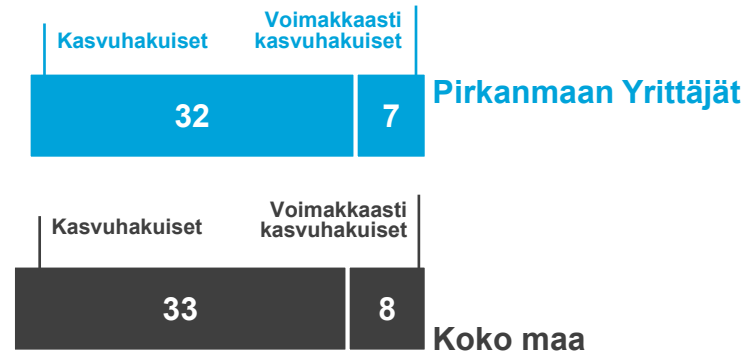 Kasvuhakuiset
Voimakkaasti
kasvuhakuiset
32
7
Pirkanmaan Yrittäjät
Kasvuhakuiset
Voimakkaasti
kasvuhakuiset
33
8
Koko maa